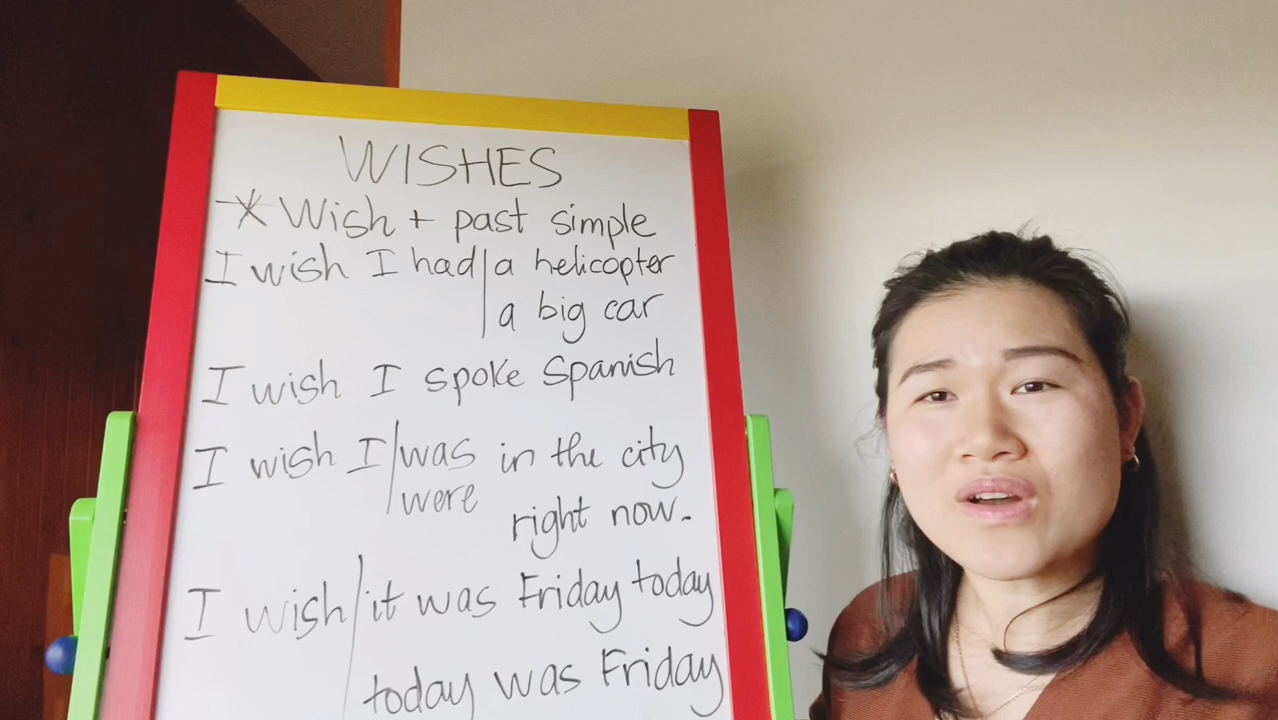 WISHES
* Wish + past simple
I wish I had | a helicopter
a big car
I wish I spoke Spanish
I wish I | was in the city
were
right now.
I wish | it was Friday today
today was Friday